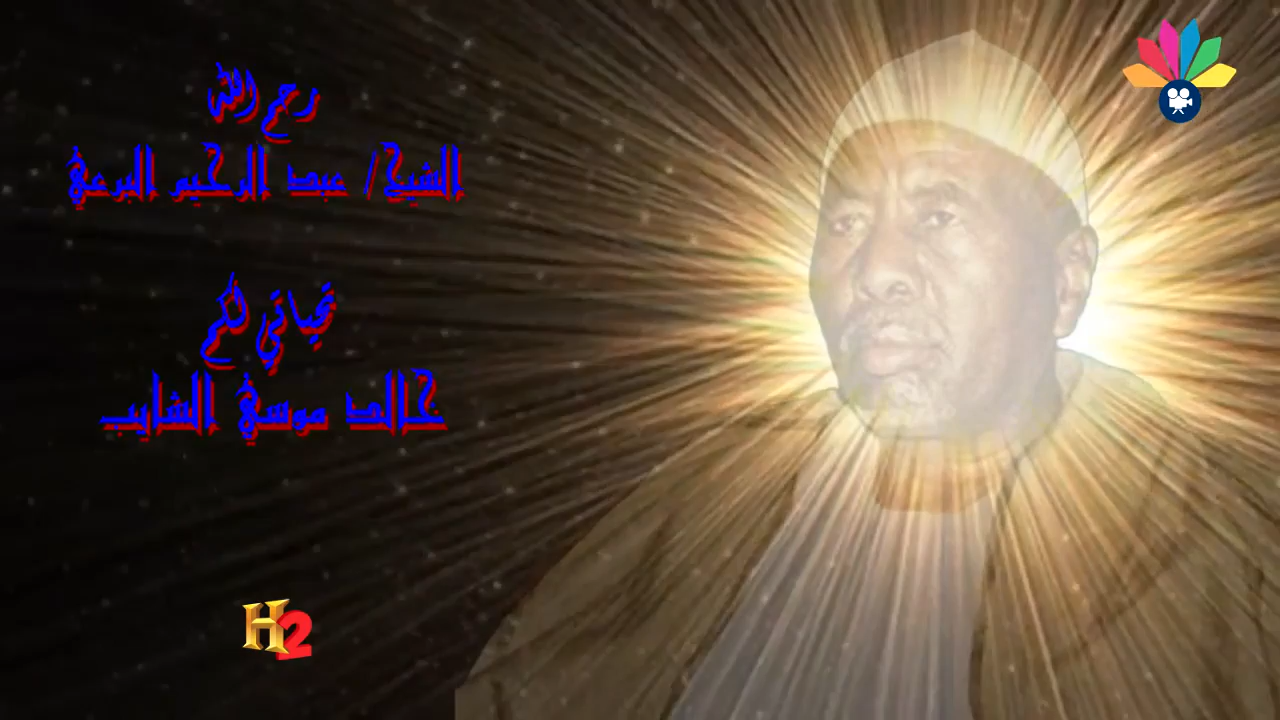 رحم الله
الشيخ/ عبد الرحيم البرعي
تحياتي لكم
خالد موسى الشايب
H2